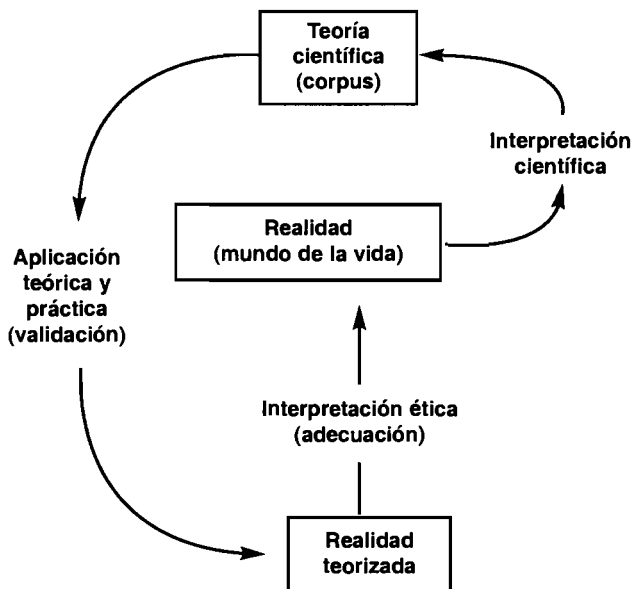 Teoría
científica
(corpus)
Interpretación
científica
Realidad
(mundo de la vida)
Aplicación
teórica y
práctica
(validación)
Interpretación ética
(adecuación)
Realidad
teorizada